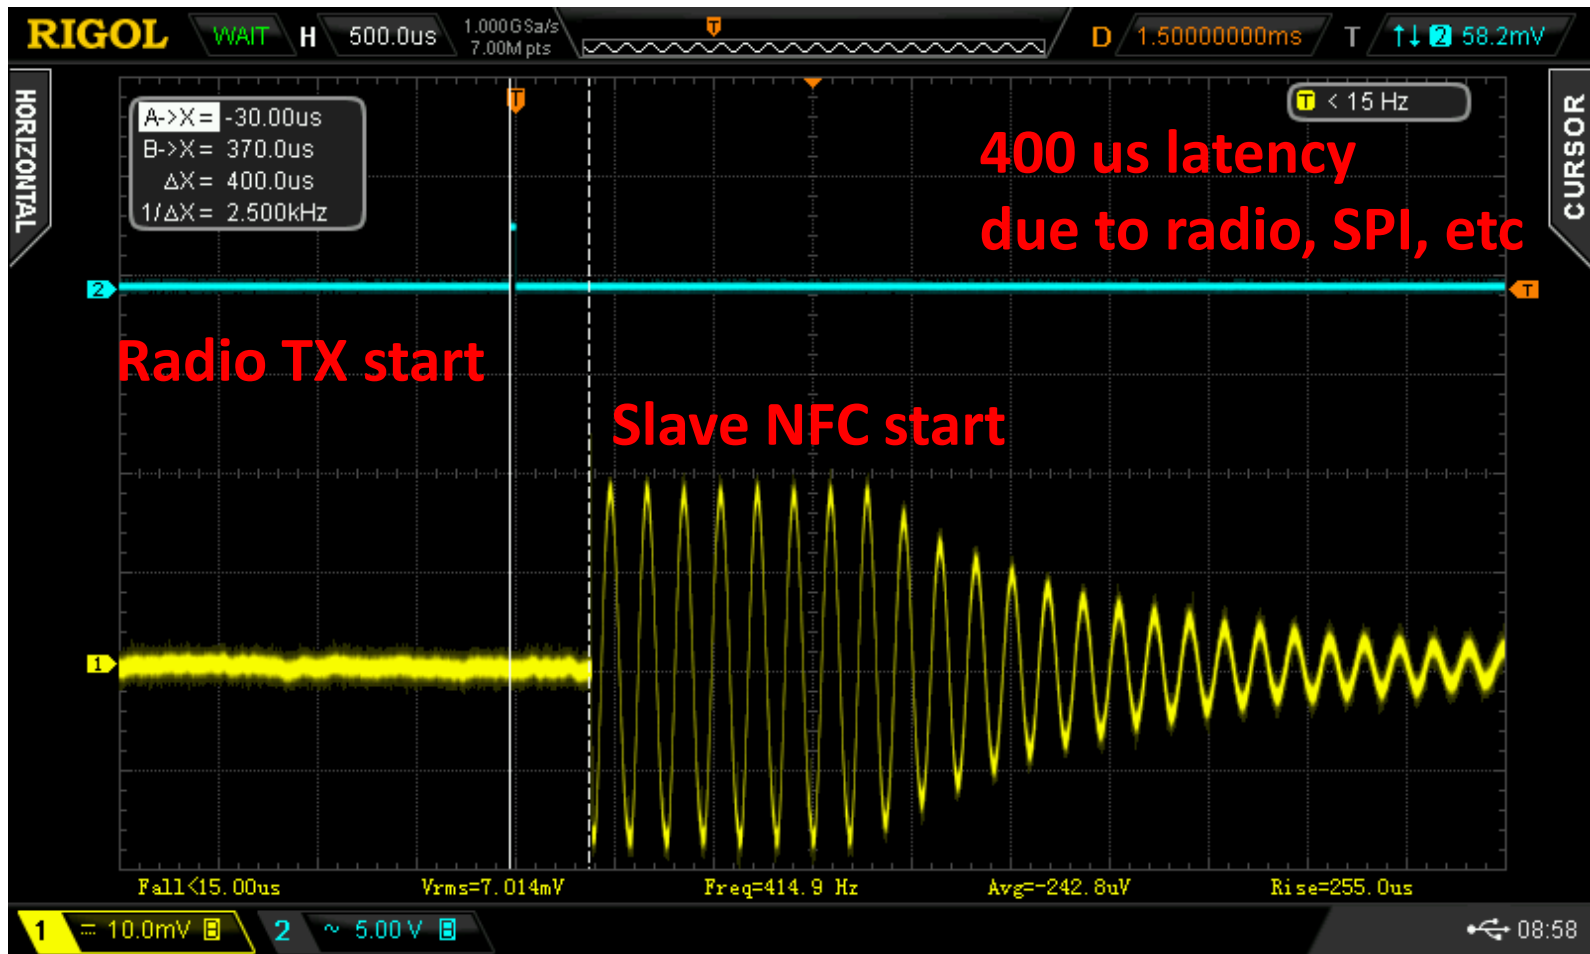 RIGOL WAIT H 500.0us 1.000GSa/s D 1.50000000ms T ↑↓ 2 58.2mV
7.00M pts
T
HORIZONTAL
CURSOR
T
A->X = -30.00us
B->X = 370.0us
ΔX = 400.0us
1/ΔX = 2.500kHz
T < 15 Hz
400 us latency
due to radio, SPI, etc
2
T
Radio TX start
Slave NFC start
1
Fall<15.00us Vrms=7.014mV Freq=414.9 Hz Avg=-242.8uV Rise=255.0us
1 = 10.0mV B 2 ~ 5.00 V B 08:58